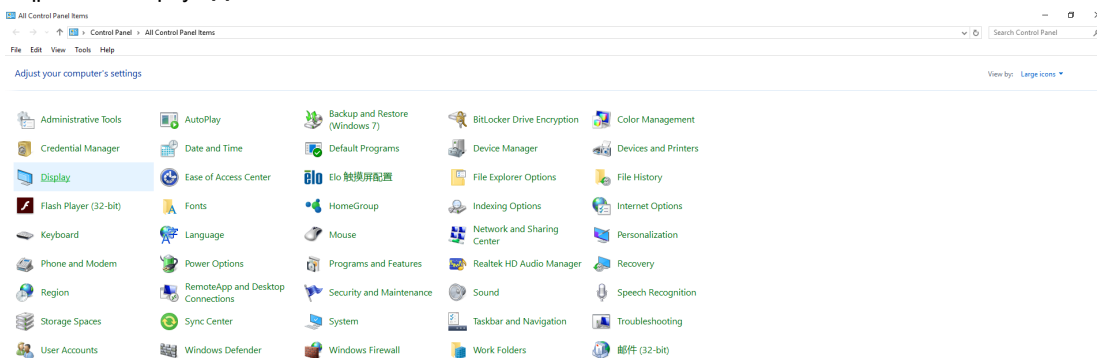 All Control Panel Items
Control Panel > All Control Panel Items
Search Control Panel
File Edit View Tools Help
Adjust your computer's settings
View by: Large icons
Administrative Tools
AutoPlay
Backup and Restore
(Windows 7)
BitLocker Drive Encryption
Color Management
Credential Manager
Date and Time
Default Programs
Device Manager
Devices and Printers
Display
Ease of Access Center
ēlo Elo 触摸屏配置
File Explorer Options
File History
Flash Player (32-bit)
Fonts
HomeGroup
Indexing Options
Internet Options
Keyboard
Language
Mouse
Network and Sharing
Center
Personalization
Phone and Modem
Power Options
Programs and Features
Realtek HD Audio Manager
Recovery
Region
RemoteApp and Desktop
Connections
Security and Maintenance
Sound
Speech Recognition
Storage Spaces
Sync Center
System
Taskbar and Navigation
Troubleshooting
User Accounts
Windows Defender
Windows Firewall
Work Folders
邮件 (32-bit)